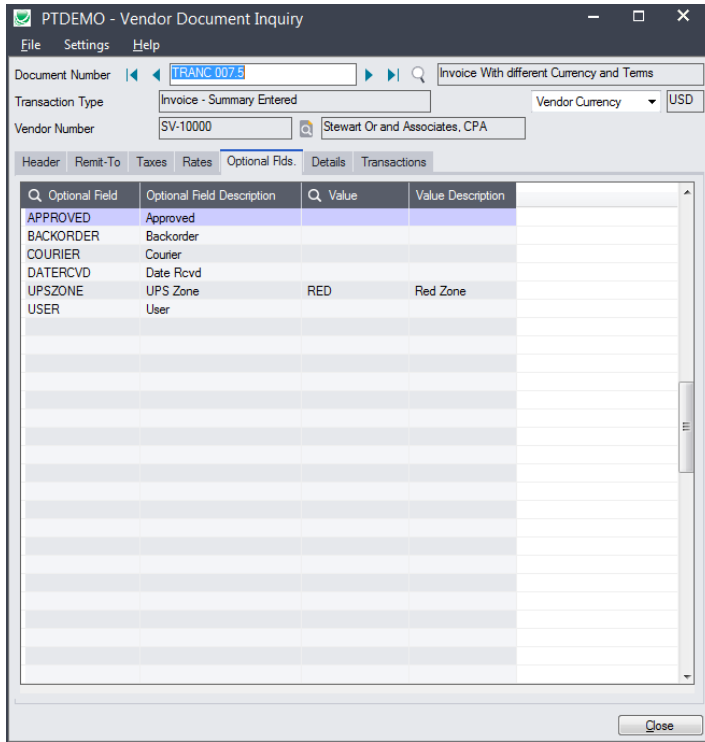 PTDEMO - Vendor Document Inquiry
File Settings Help
Document Number TRANC 007.5 Invoice With different Currency and Terms
Transaction Type Invoice - Summary Entered Vendor Currency USD
Vendor Number SV-10000 Stewart Or and Associates, CPA
Header Remit-To Taxes Rates Optional Flds. Details Transactions
Optional Field Optional Field Description Value Value Description
APPROVED Approved
BACKORDER Backorder
COURIER Courier
DATERCVD Date Rcvd
UPSZONE UPS Zone RED Red Zone
USER User
Close